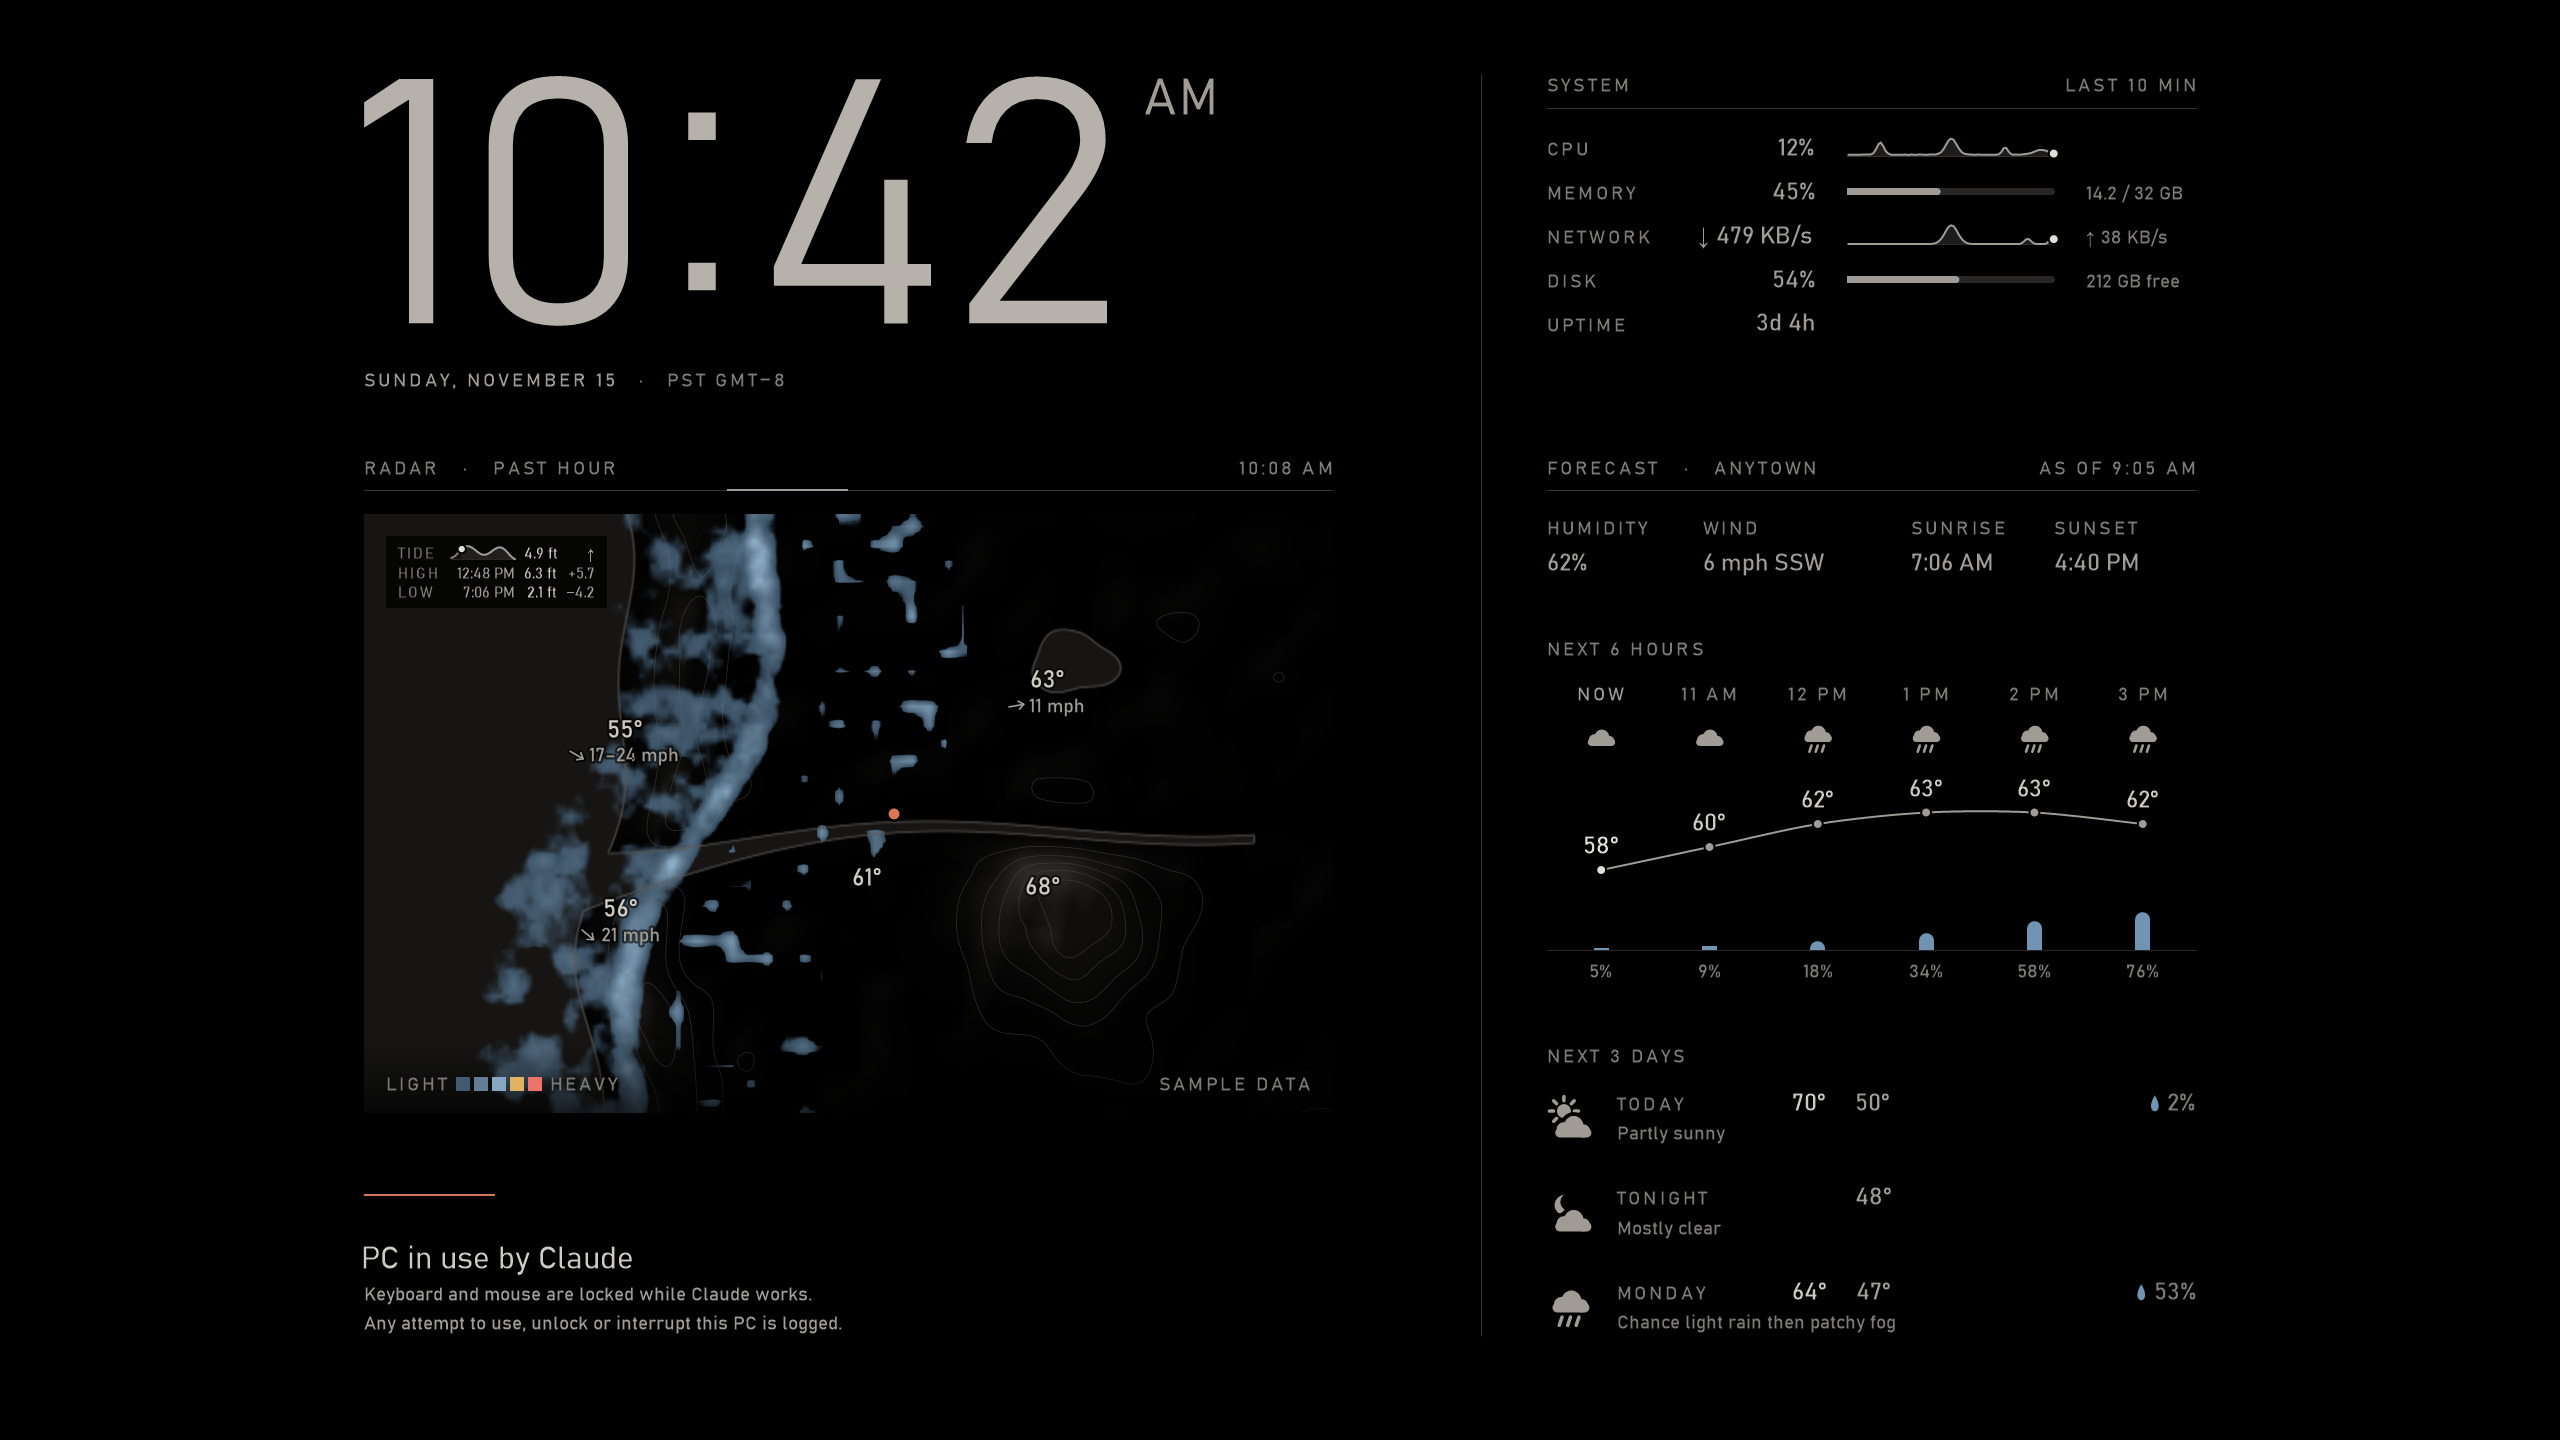 10:42 AM
SUNDAY, NOVEMBER 15 · PST GMT−8
RADAR · PAST HOUR 10:08 AM
TIDE 4.9 ft ↑
HIGH 12:48 PM 6.3 ft +5.7
LOW 7:06 PM 2.1 ft −4.2
63°
→ 11 mph
55°
↘ 17–24 mph
61°
68°
56°
↘ 21 mph
LIGHT HEAVY
SAMPLE DATA
PC in use by Claude
Keyboard and mouse are locked while Claude works.
Any attempt to use, unlock or interrupt this PC is logged.
SYSTEM LAST 10 MIN
CPU 12%
MEMORY 45% 14.2 / 32 GB
NETWORK ↓ 479 KB/s ↑ 38 KB/s
DISK 54% 212 GB free
UPTIME 3d 4h
FORECAST · ANYTOWN AS OF 9:05 AM
HUMIDITY WIND SUNRISE SUNSET
62% 6 mph SSW 7:06 AM 4:40 PM
NEXT 6 HOURS
NOW 11 AM 12 PM 1 PM 2 PM 3 PM
58° 60° 62° 63° 63° 62°
5% 9% 18% 34% 58% 76%
NEXT 3 DAYS
TODAY 70° 50° 2%
Partly sunny
TONIGHT 48°
Mostly clear
MONDAY 64° 47° 53%
Chance light rain then patchy fog